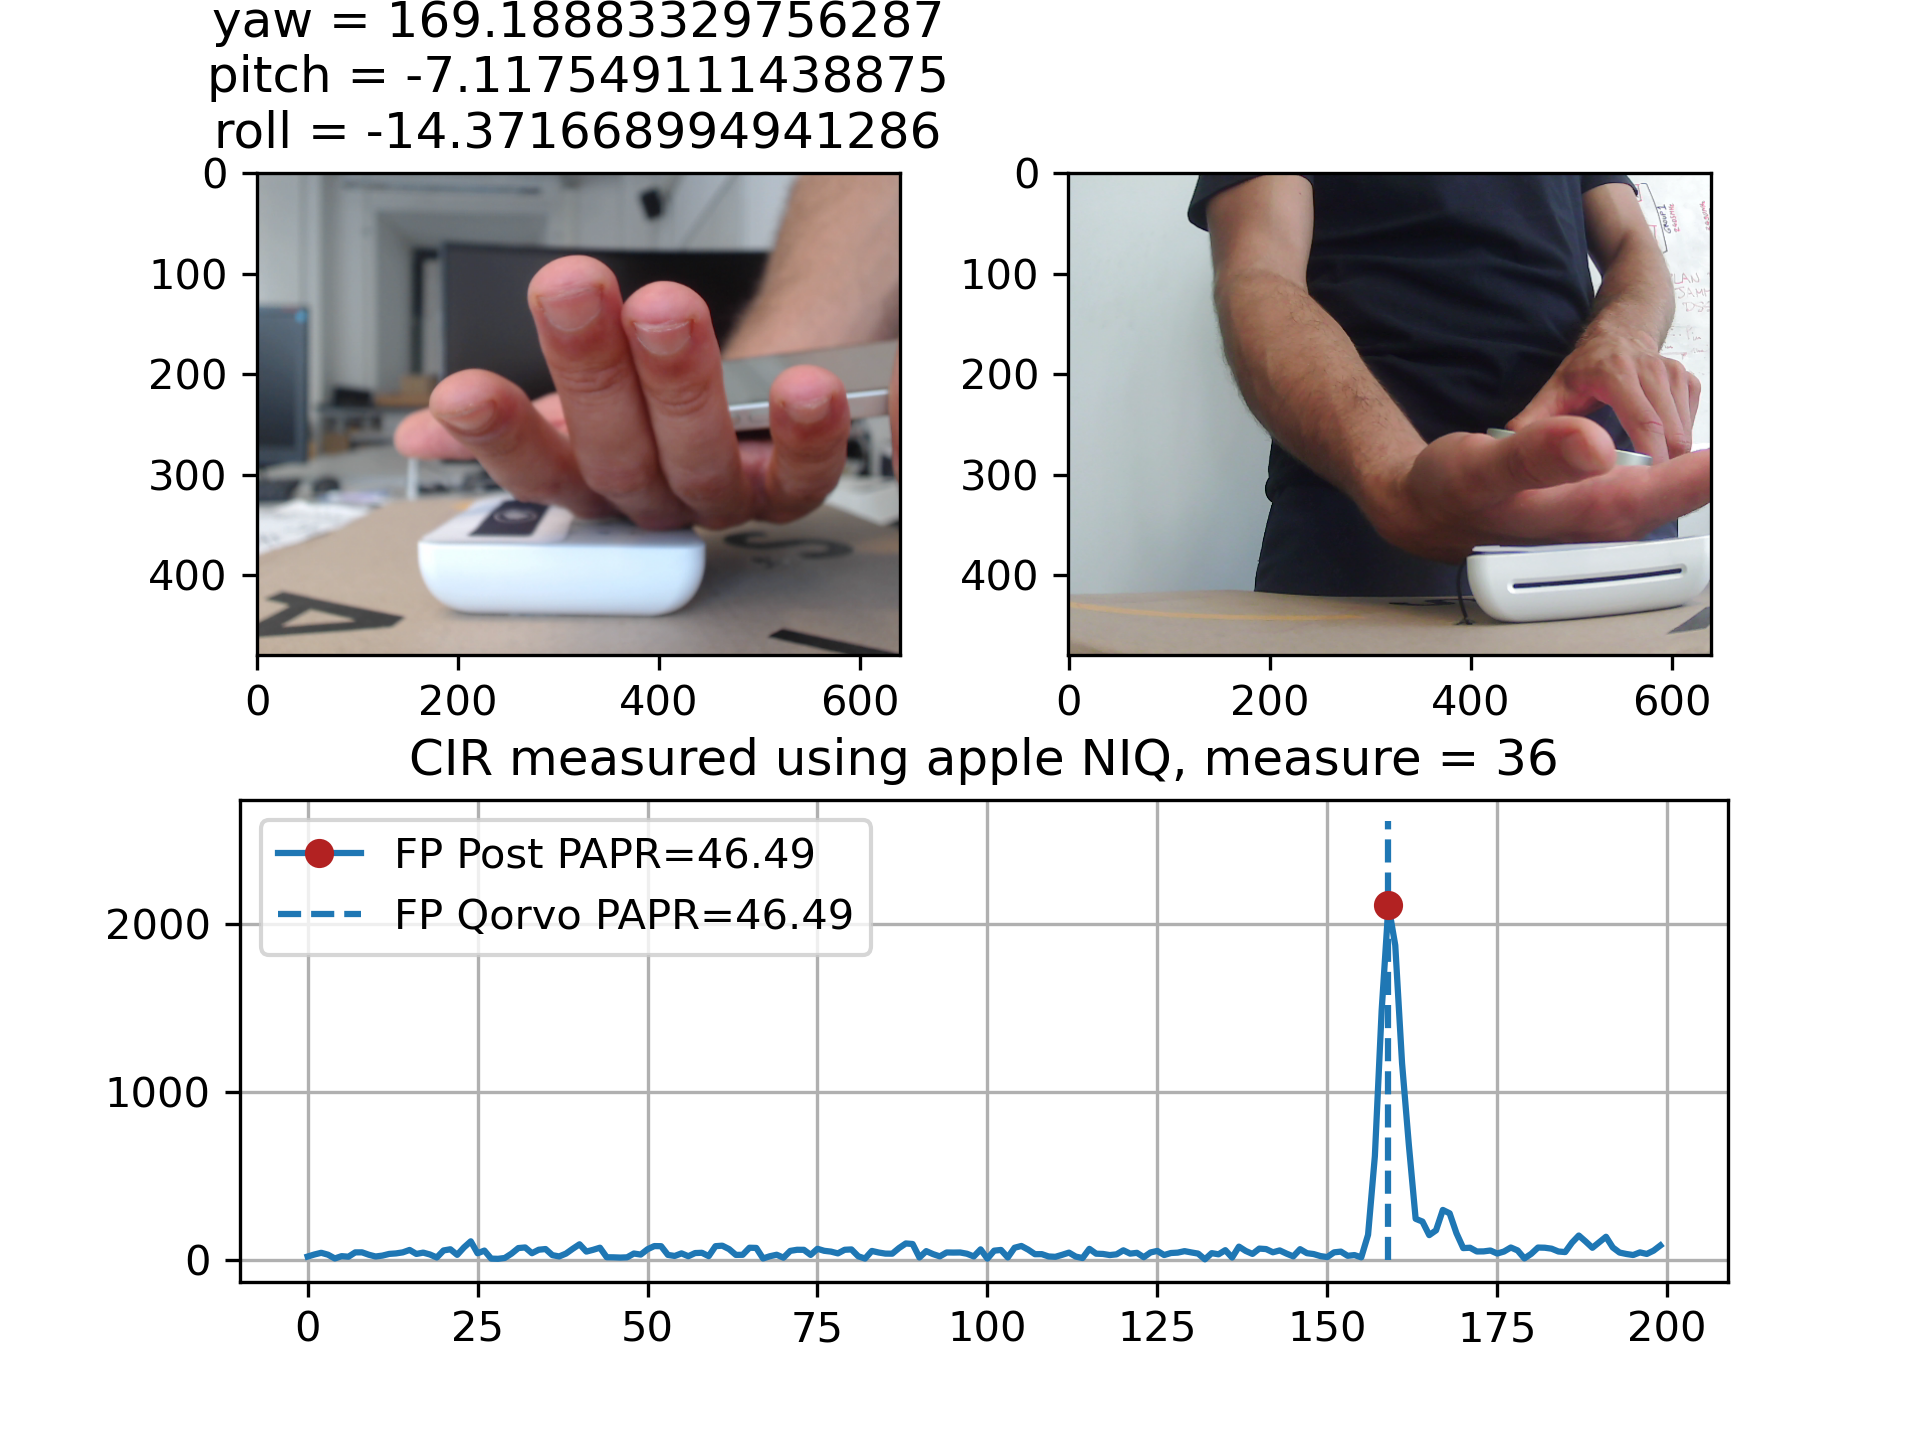 yaw = 169.18883329756287
pitch = -7.117549111438875
roll = -14.371668994941286
0
100
200
300
400
0 200 400 600
A
S
0
100
200
300
400
0 200 400 600
CIR measured using apple NIQ, measure = 36
FP Post PAPR=46.49
FP Qorvo PAPR=46.49
2000
1000
0
0 25 50 75 100 125 150 175 200